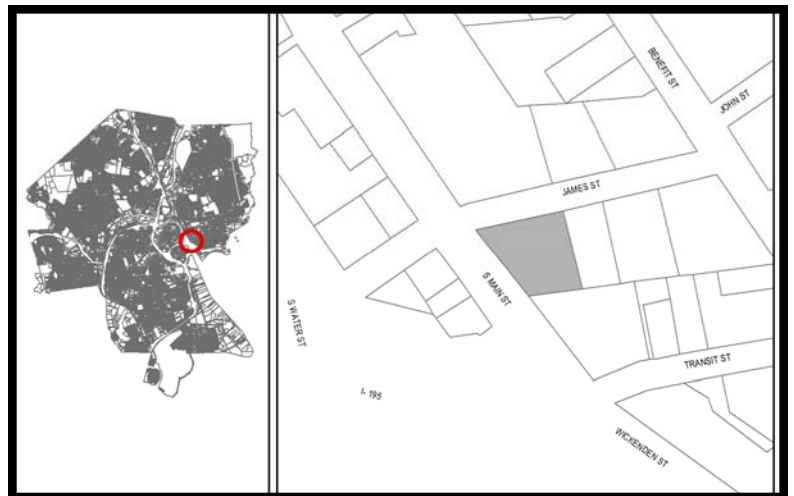 BENEFIT ST
JOHN ST
JAMES ST
S MAIN ST
S WATER ST
TRANSIT ST
I- 195
WICKENDEN ST